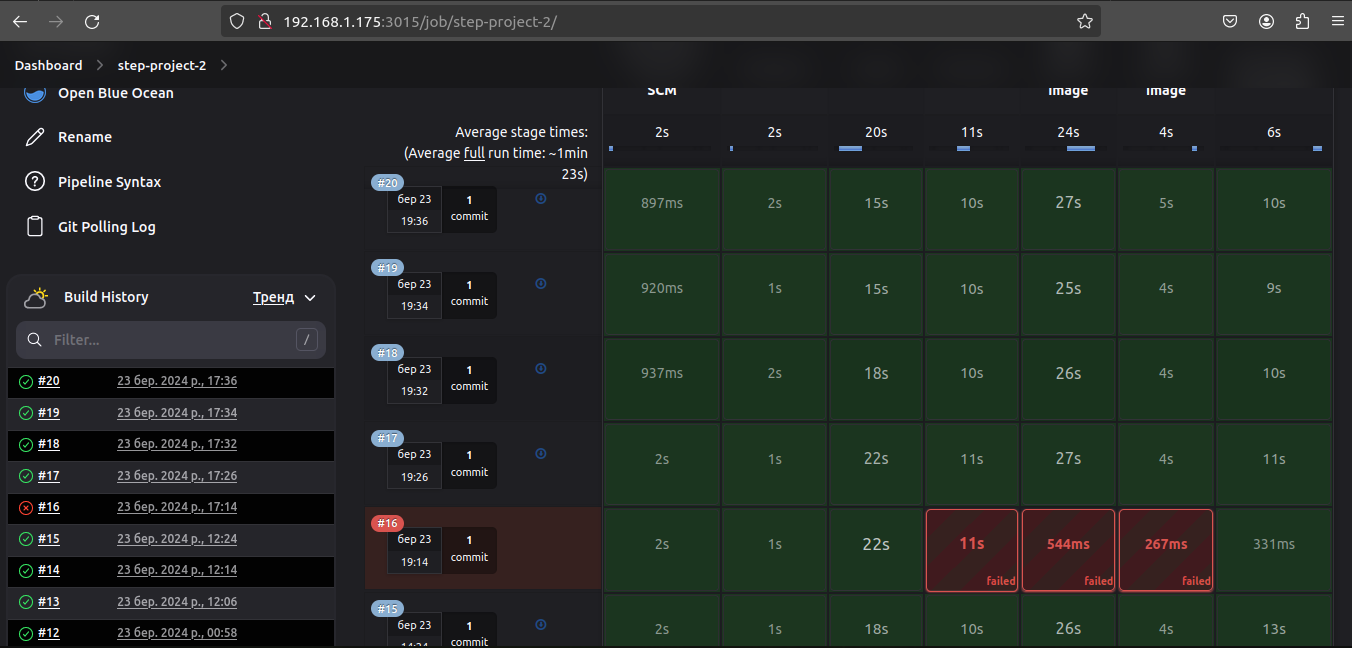 192.168.1.175:3015/job/step-project-2/
Dashboard > step-project-2 >
Open Blue Ocean
Rename
Pipeline Syntax
Git Polling Log
Build History Тренд
Filter... /
#20 23 бер. 2024 р., 17:36
#19 23 бер. 2024 р., 17:34
#18 23 бер. 2024 р., 17:32
#17 23 бер. 2024 р., 17:26
#16 23 бер. 2024 р., 17:14
#15 23 бер. 2024 р., 12:24
#14 23 бер. 2024 р., 12:14
#13 23 бер. 2024 р., 12:06
#12 23 бер. 2024 р., 00:58
SCM Image Image
Average stage times:
(Average full run time: ~1min
23s)
2s 2s 20s 11s 24s 4s 6s
#20
бер 23
19:36
1
commit
897ms 2s 15s 10s 27s 5s 10s
#19
бер 23
19:34
1
commit
920ms 1s 15s 10s 25s 4s 9s
#18
бер 23
19:32
1
commit
937ms 2s 18s 10s 26s 4s 10s
#17
бер 23
19:26
1
commit
2s 1s 22s 11s 27s 4s 11s
#16
бер 23
19:14
1
commit
2s 1s 22s 11s 544ms 267ms 331ms
failed failed failed
#15
бер 23
1
commit
2s 1s 18s 10s 26s 4s 13s